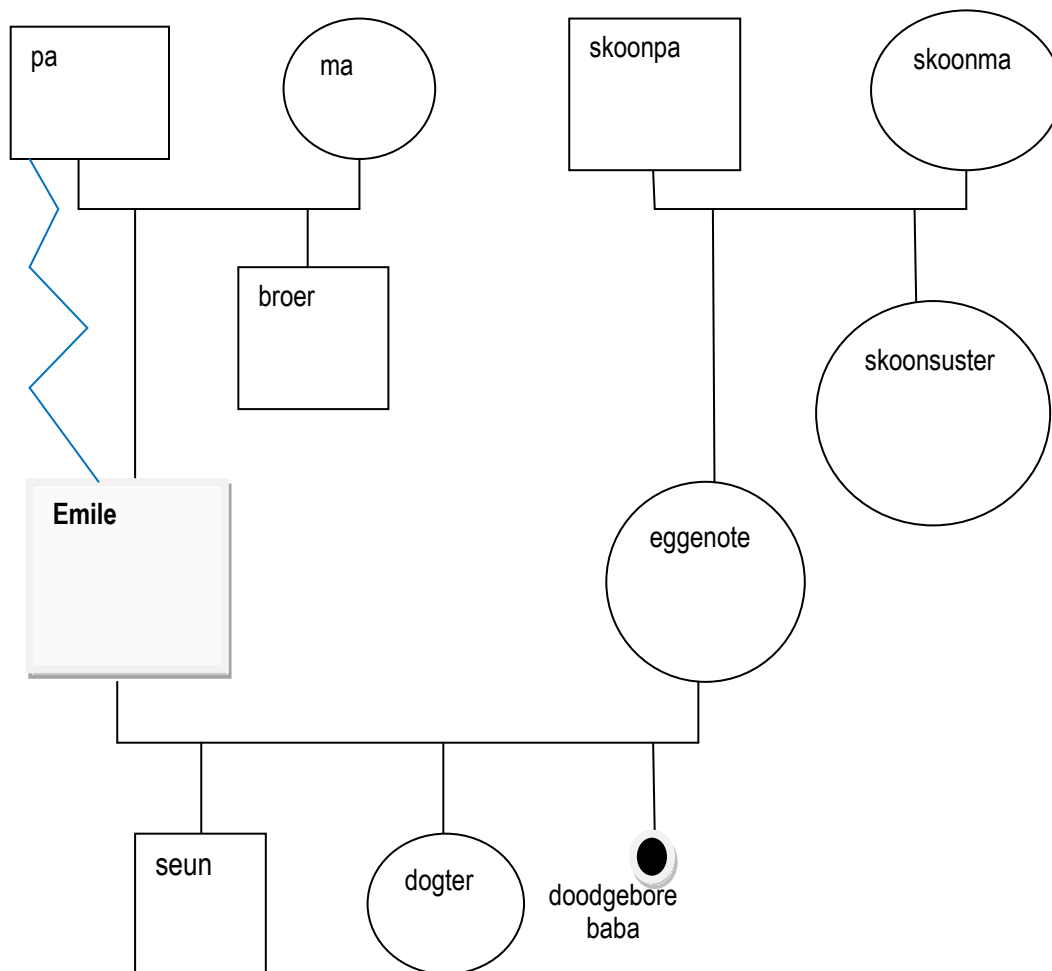 pa
ma
skoonpa
skoonma
broer
skoonsuster
Emile
eggenote
seun
dogter
doodgebore
baba